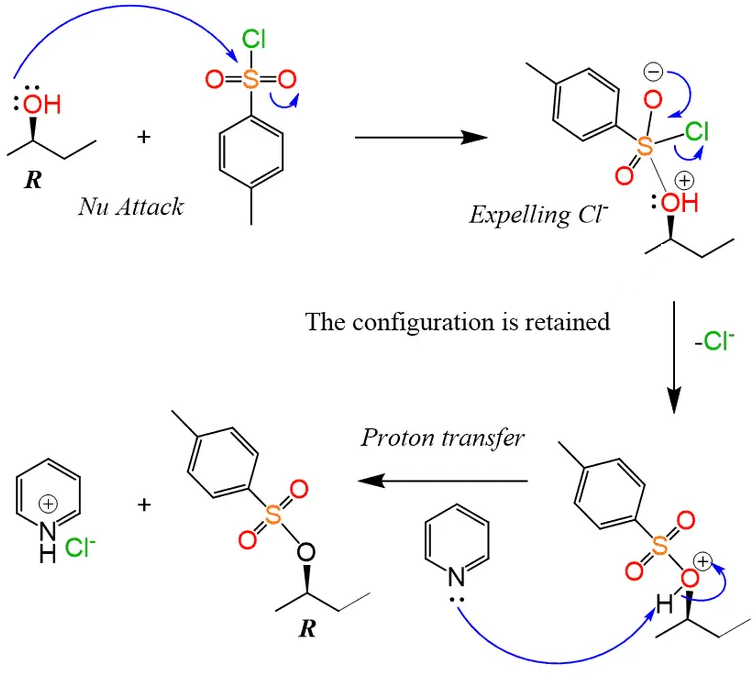 Cl
O=S=O
OH
R
+
Nu Attack
O
Cl
S
O
OH
Expelling Cl-
The configuration is retained
-Cl-
Proton transfer
N
H
Cl-
+
O
S
O
O
R
N
O
S
O
O
H